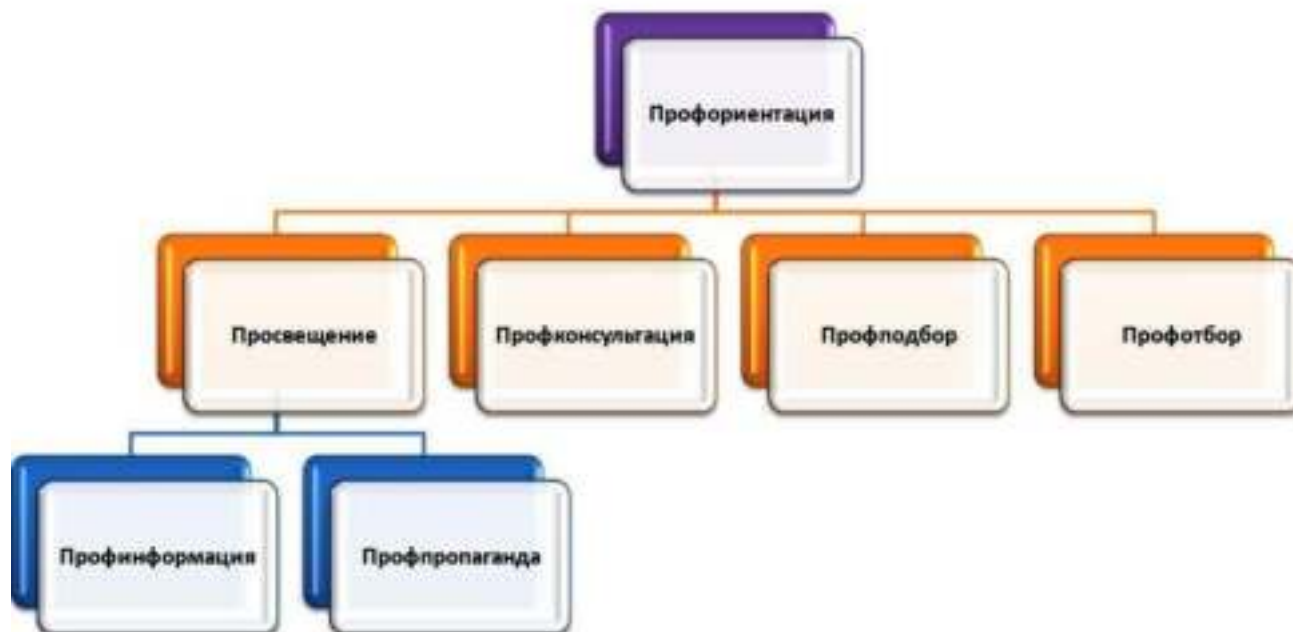 Профориентация
Просвещение
Профконсультация
Профподбор
Профотбор
Профинформация
Профпропаганда